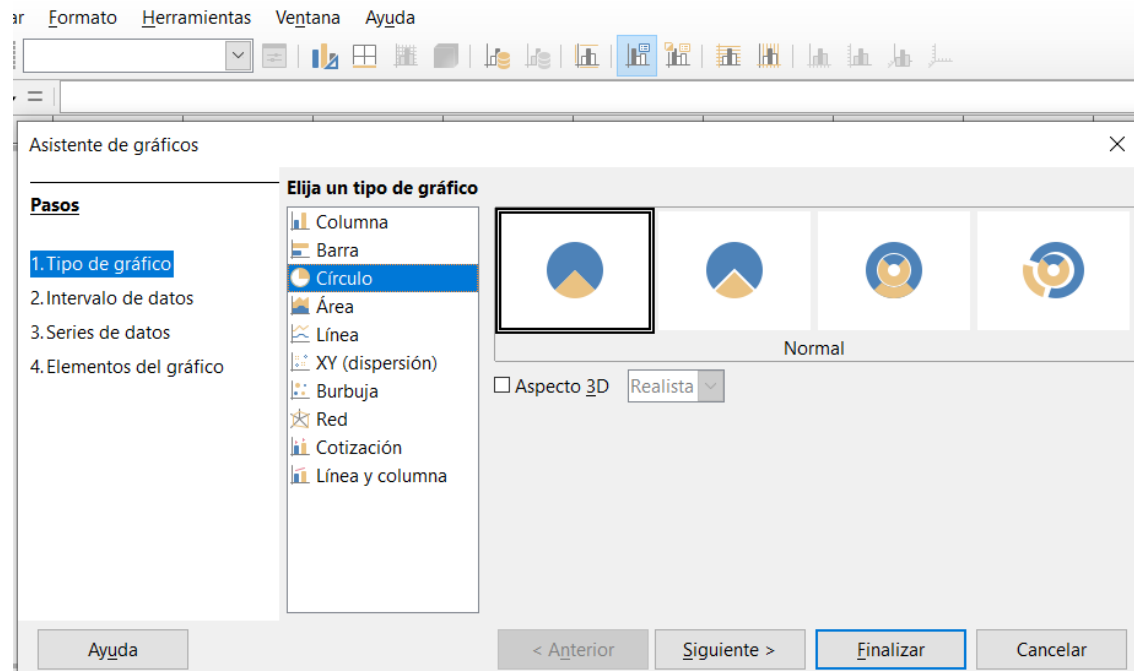 ar Formato Herramientas Ventana Ayuda
=
Asistente de gráficos
Pasos
1.Tipo de gráfico
2.Intervalo de datos
3.Series de datos
4.Elementos del gráfico
Elija un tipo de gráfico
Columna
Barra
Círculo
Área
Línea
XY (dispersión)
Burbuja
Red
Cotización
Línea y columna
Normal
Aspecto 3D Realista
Ayuda < Anterior Siguiente > Finalizar Cancelar